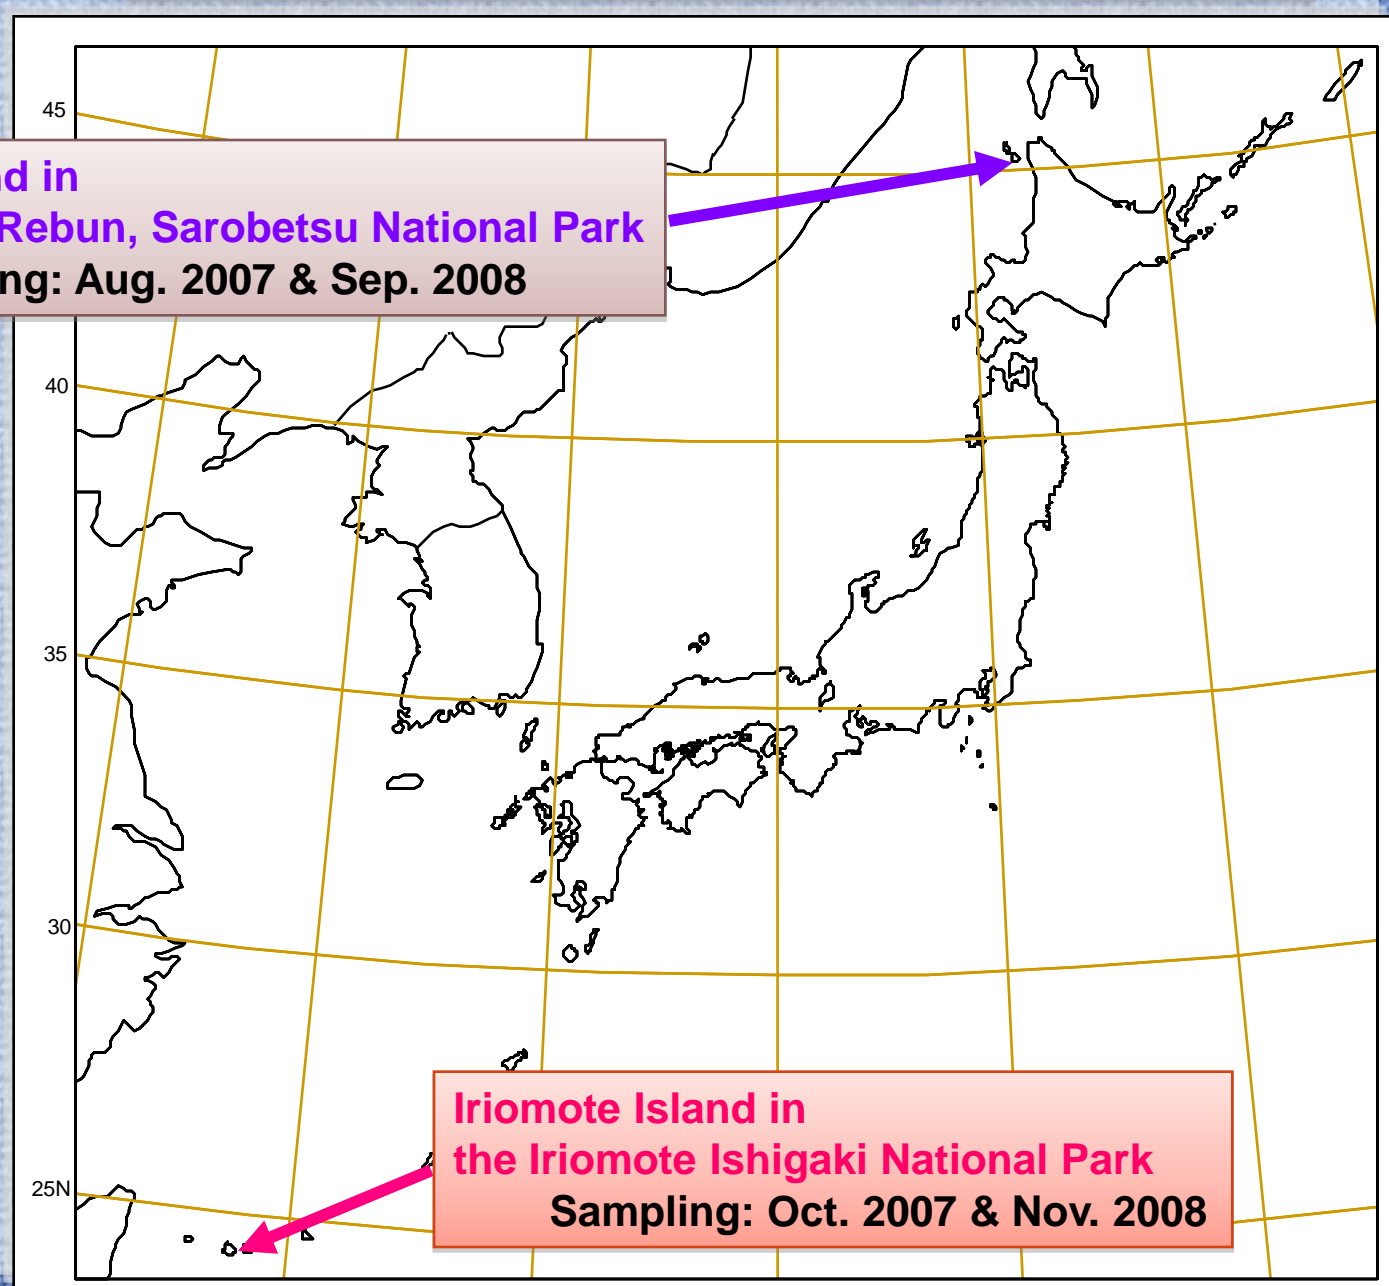 45
nd in
Rebun, Sarobetsu National Park
ng: Aug. 2007 & Sep. 2008
40
35
30
Iriomote Island in
the Iriomote Ishigaki National Park
Sampling: Oct. 2007 & Nov. 2008
25N